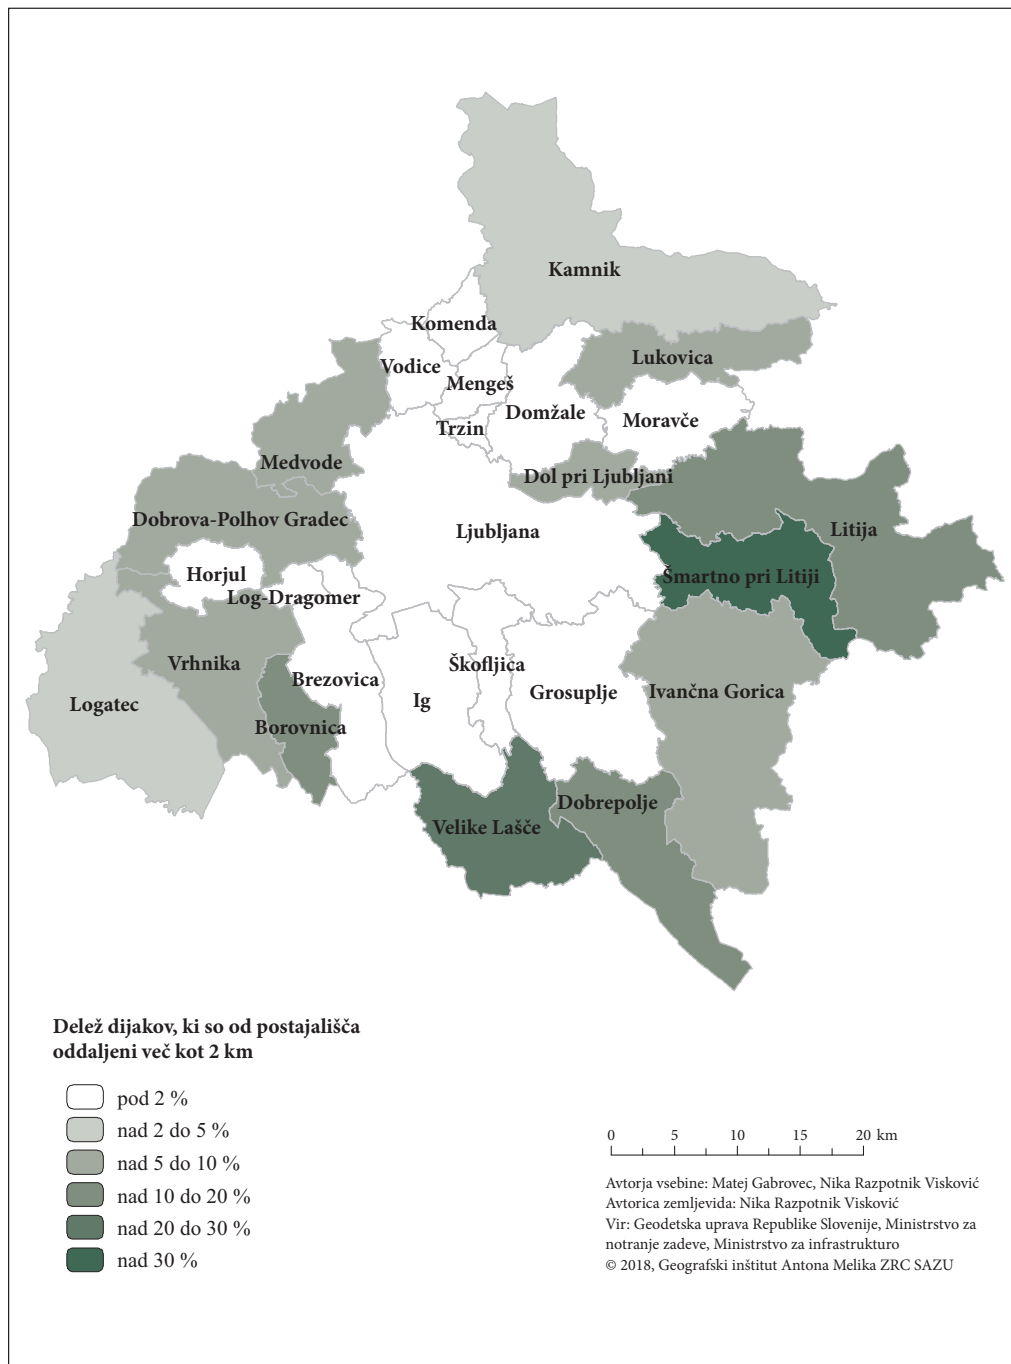 Kamnik
Komenda
Lukovica
Vodice
Mengeš
Domžale
Moravče
Trzin
Medvode
Dol pri Ljubljani
Dobrova-Polhov Gradec
Ljubljana
Litija
Horjul
Šmartno pri Litiji
Log-Dragomer
Vrhnika
Škofljica
Brezovica
Ig
Grosuplje
Ivančna Gorica
Logatec
Borovnica
Dobrepolje
Velike Lašče
Delež dijakov, ki so od postajališča
oddaljeni več kot 2 km
pod 2 %
nad 2 do 5 %
nad 5 do 10 %
nad 10 do 20 %
nad 20 do 30 %
nad 30 %
0 5 10 15 20 km
Avtorja vsebine: Matej Gabrovec, Nika Razpotnik Visković
Avtorica zemljevida: Nika Razpotnik Visković
Vir: Geodetska uprava Republike Slovenije, Ministrstvo za
notranje zadeve, Ministrstvo za infrastrukturo
© 2018, Geografski inštitut Antona Melika ZRC SAZU